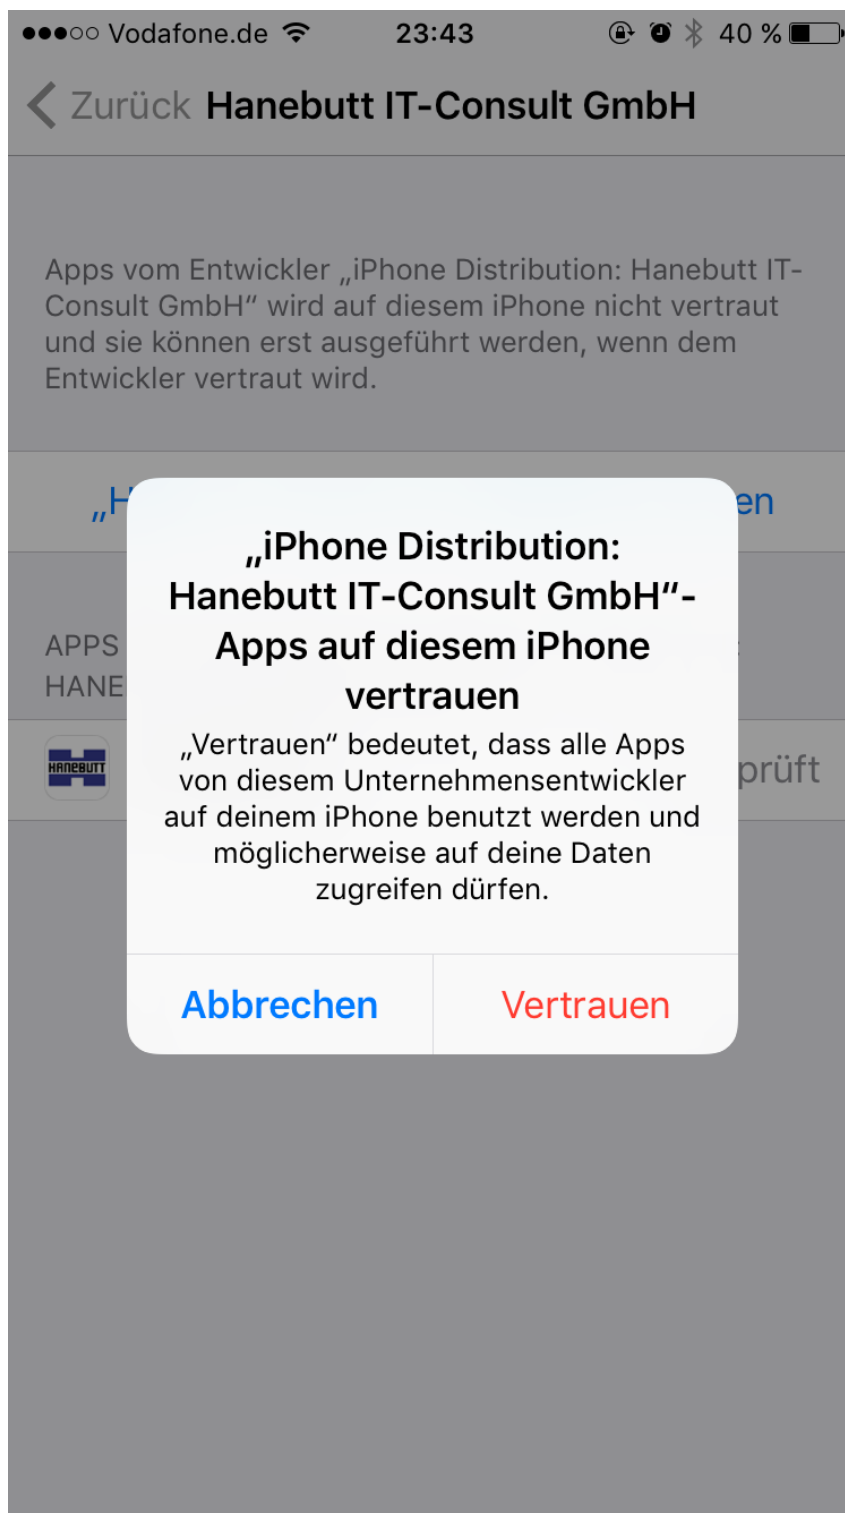 Vodafone.de 23:43 40 %
Zurück Hanebutt IT-Consult GmbH
Apps vom Entwickler „iPhone Distribution: Hanebutt IT-
Consult GmbH“ wird auf diesem iPhone nicht vertraut
und sie können erst ausgeführt werden, wenn dem
Entwickler vertraut wird.
„H en
„iPhone Distribution:
Hanebutt IT-Consult GmbH“-
Apps auf diesem iPhone
vertrauen
APPS
HANE
„Vertrauen“ bedeutet, dass alle Apps
von diesem Unternehmensentwickler
auf deinem iPhone benutzt werden und
möglicherweise auf deine Daten
zugreifen dürfen.
HANEBUTT prüft
Abbrechen Vertrauen